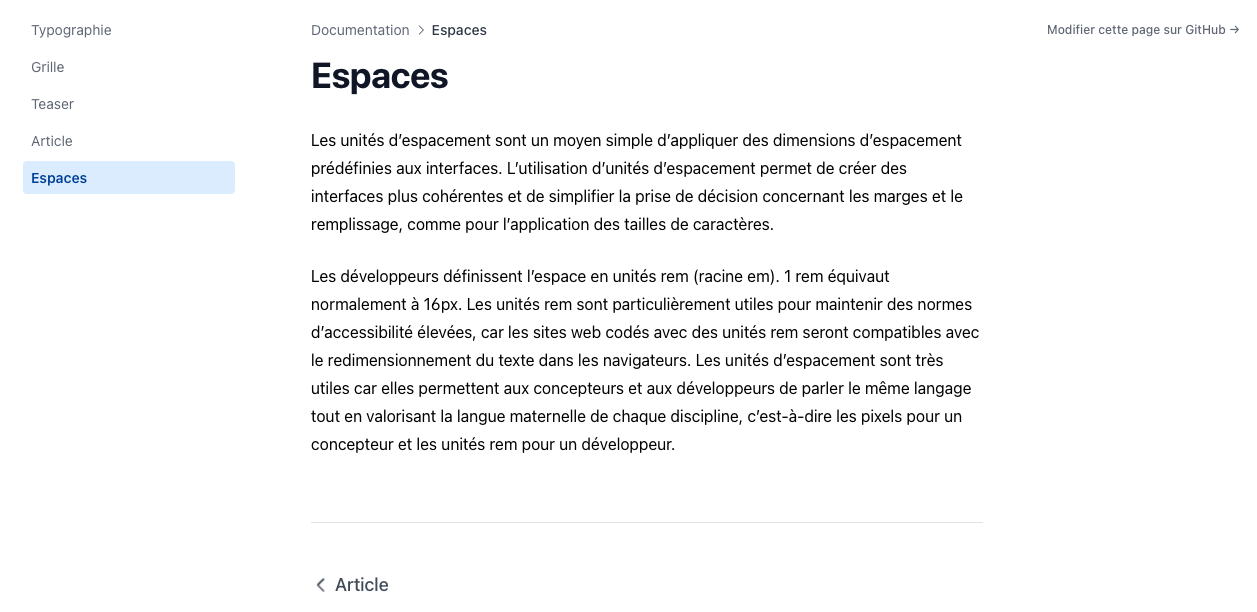 Typographie
Grille
Teaser
Article
Espaces
Documentation > Espaces
Modifier cette page sur GitHub →
Espaces
Les unités d’espacement sont un moyen simple d’appliquer des dimensions d’espacement
prédéfinies aux interfaces. L’utilisation d’unités d’espacement permet de créer des
interfaces plus cohérentes et de simplifier la prise de décision concernant les marges et le
remplissage, comme pour l’application des tailles de caractères.
Les développeurs définissent l’espace en unités rem (racine em). 1 rem équivaut
normalement à 16px. Les unités rem sont particulièrement utiles pour maintenir des normes
d’accessibilité élevées, car les sites web codés avec des unités rem seront compatibles avec
le redimensionnement du texte dans les navigateurs. Les unités d’espacement sont très
utiles car elles permettent aux concepteurs et aux développeurs de parler le même langage
tout en valorisant la langue maternelle de chaque discipline, c’est-à-dire les pixels pour un
concepteur et les unités rem pour un développeur.
Article